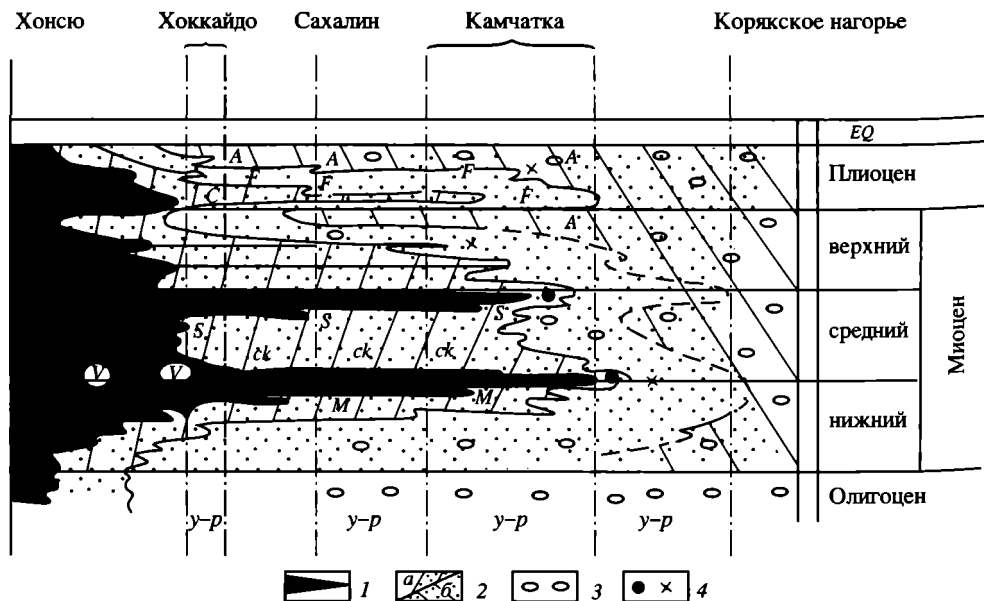 Хонсю Хоккайдо Сахалин Камчатка Корякское нагорье
EQ
A A A
Плиоцен
F F F
C F
A
верхний
S S S
средний
ck ck ck
Миоцен
V V
M M
нижний
Олигоцен
у–р у–р у–р у–р
1 а б 2 3 4